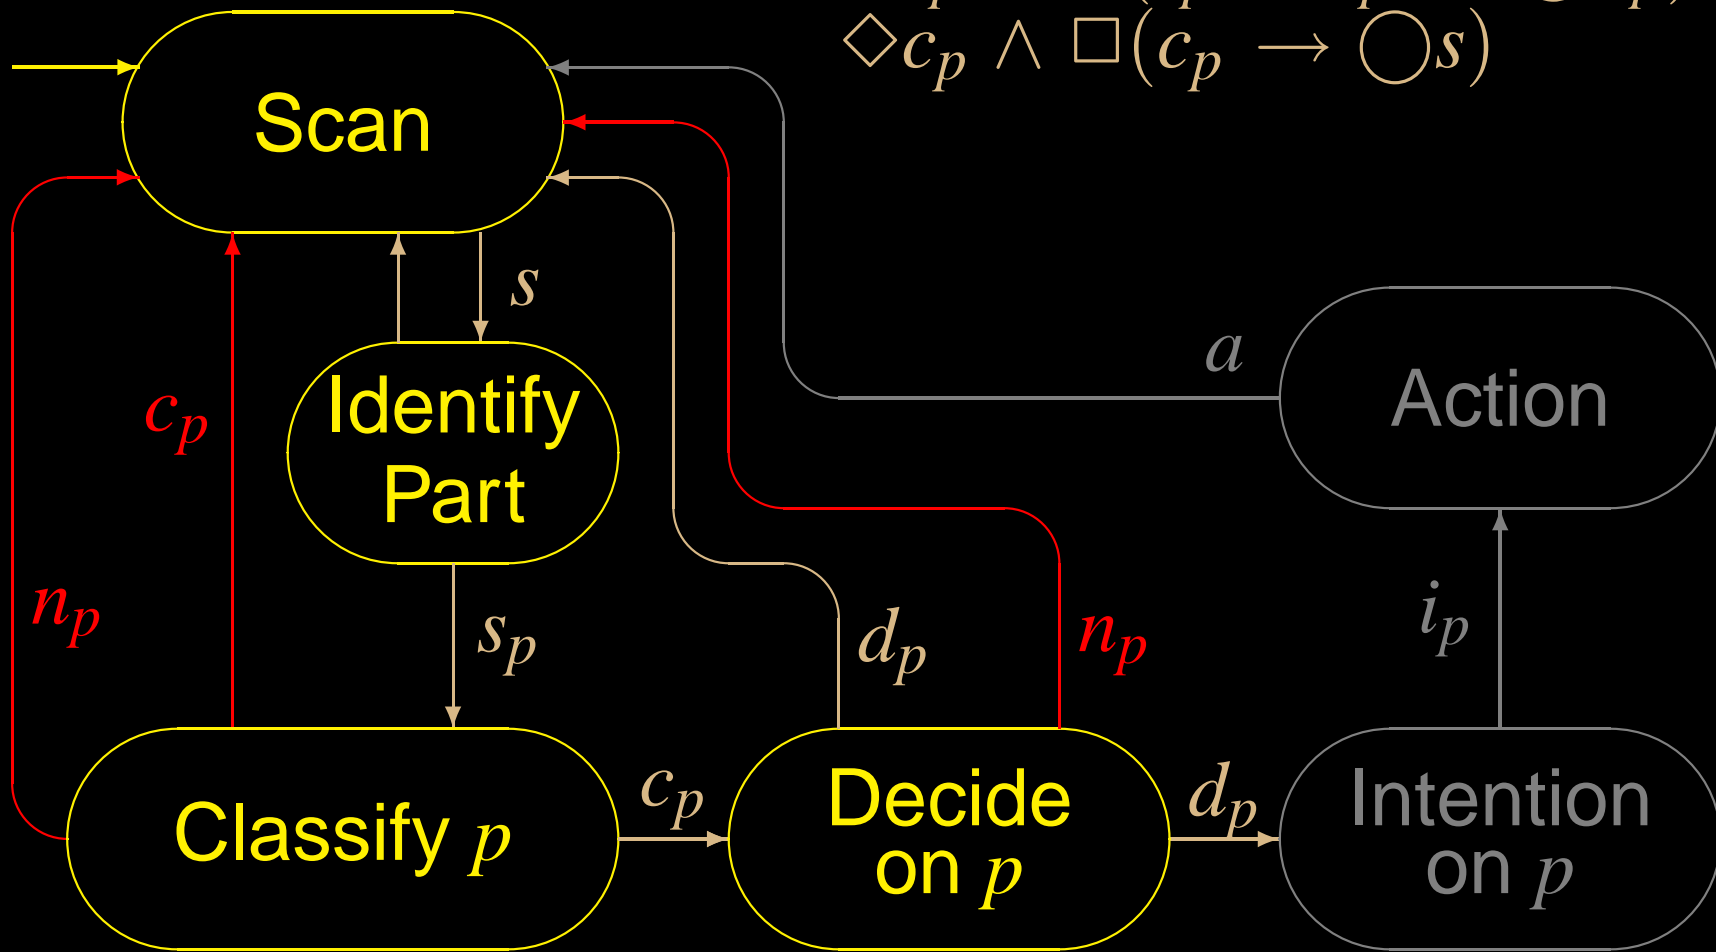 ◇c_p ∧ □(c_p → ◯s)
Scan
s
a
Action
c_p
Identify
Part
n_p
s_p
d_p
n_p
i_p
Classify p
c_p
Decide
on p
d_p
Intention
on p